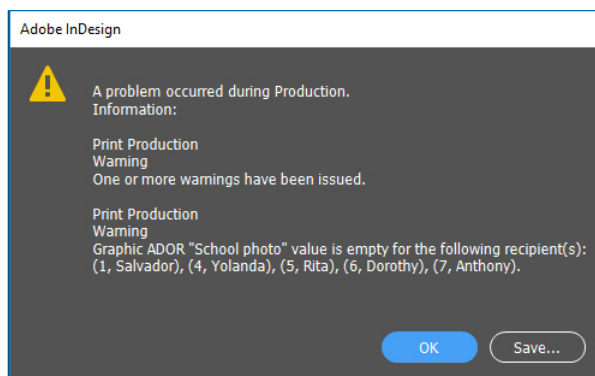 Adobe InDesign
A problem occurred during Production.
Information:
Print Production
Warning
One or more warnings have been issued.
Print Production
Warning
Graphic ADOR "School photo" value is empty for the following recipient(s):
(1, Salvador), (4, Yolanda), (5, Rita), (6, Dorothy), (7, Anthony).
OK
Save...